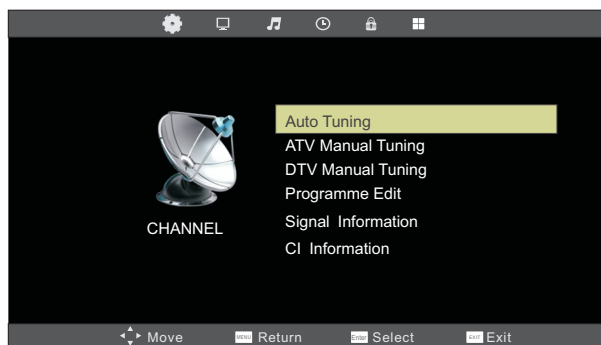 Auto Tuning
ATV Manual Tuning
DTV Manual Tuning
Programme Edit
Signal Information
CI Information
CHANNEL
Move MENU Return Enter Select EXIT Exit